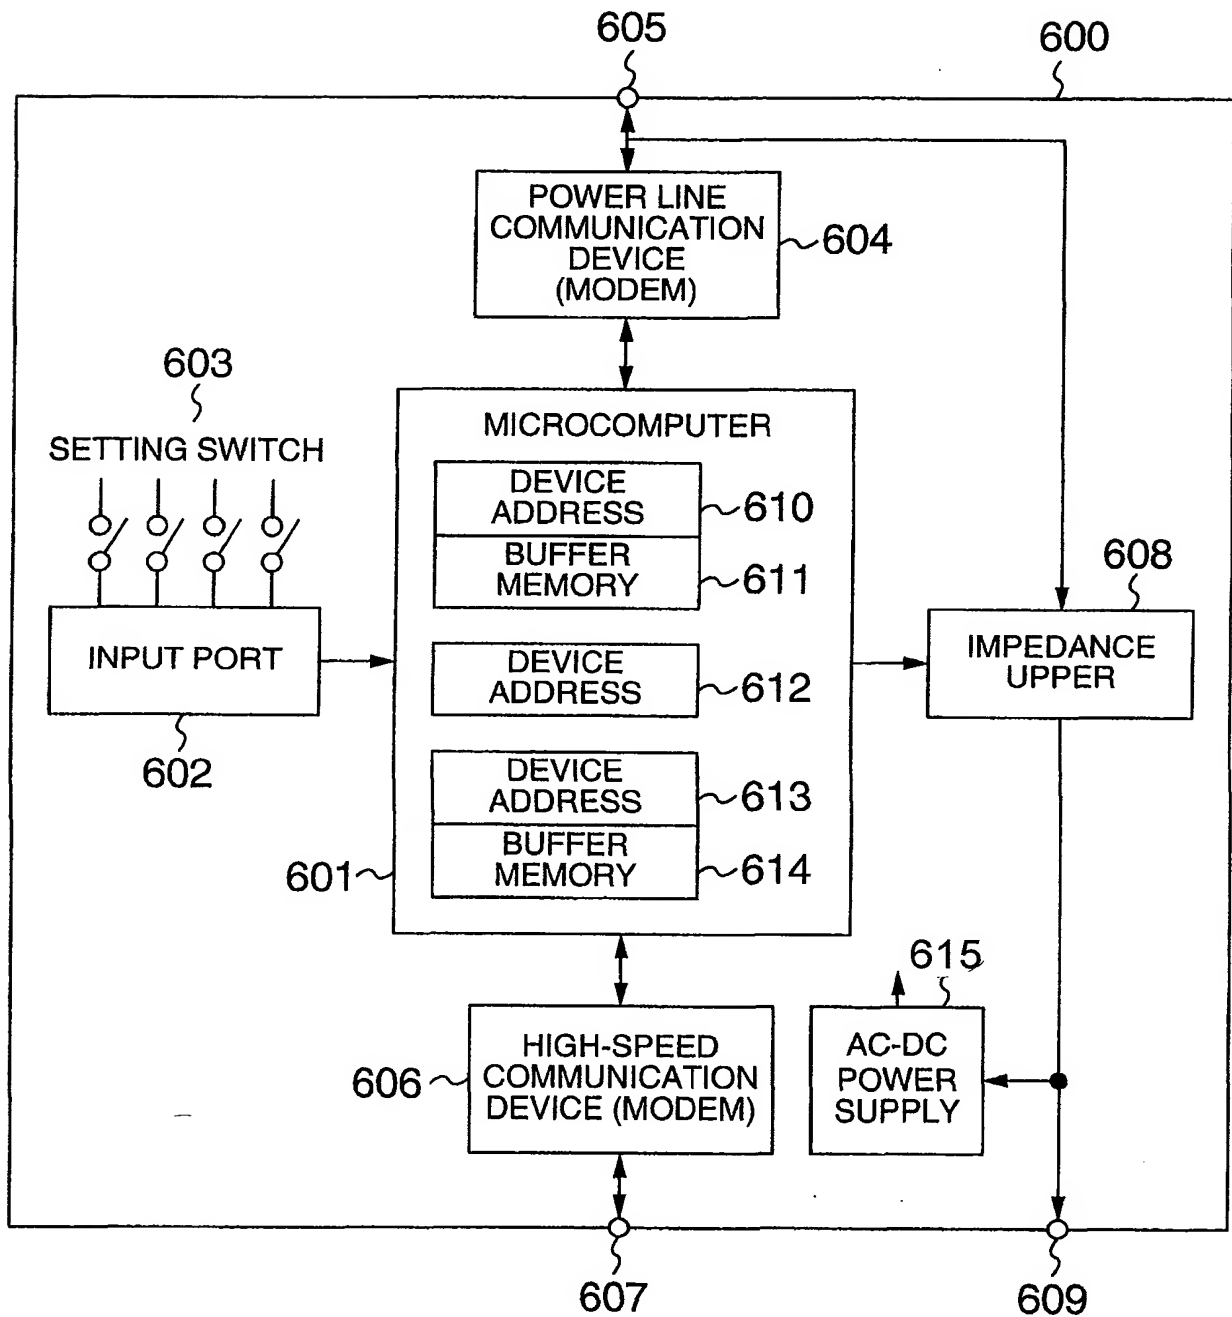 605
600
POWER LINE
COMMUNICATION
DEVICE
(MODEM)
604
603
SETTING SWITCH
MICROCOMPUTER
DEVICE
ADDRESS
610
BUFFER
MEMORY
611
608
INPUT PORT
IMPEDANCE
UPPER
DEVICE
ADDRESS
612
602
DEVICE
ADDRESS
613
BUFFER
MEMORY
614
601
615
HIGH-SPEED
COMMUNICATION
DEVICE (MODEM)
606
AC-DC
POWER
SUPPLY
607
609